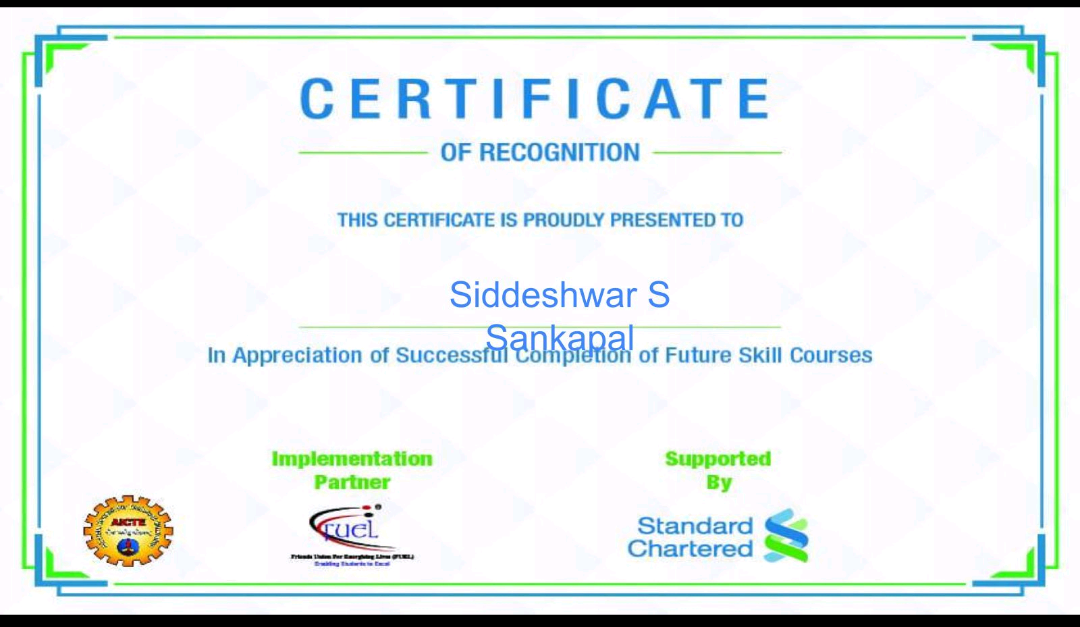 CERTIFICATE
OF RECOGNITION
THIS CERTIFICATE IS PROUDLY PRESENTED TO
Siddeshwar S
Sankapal
In Appreciation of Successful Completion of Future Skill Courses
Implementation
Partner
Supported
By
AICTE
FUEL
Friends Union For Energising Lives (FUEL)
Enabling Students to Excel
Standard
Chartered